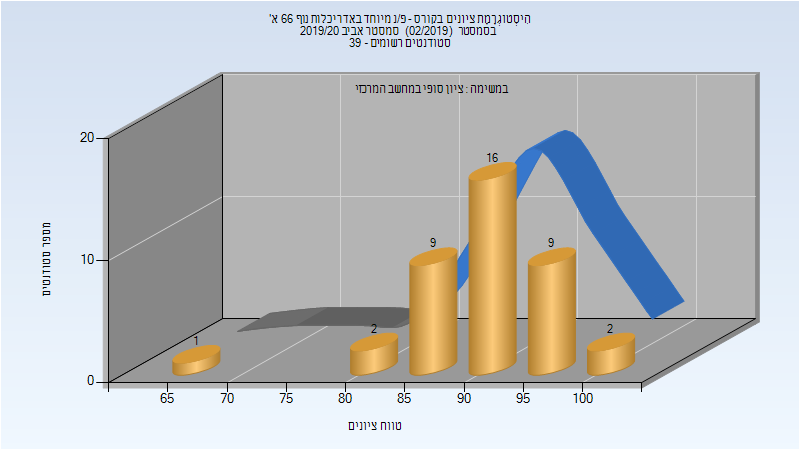 היסטוגרמת ציונים בקורס - פ/נ מיוחד באדריכלות נוף 66 א'
בסמסטר (02/2019) סמסטר אביב 2019/20
סטודנטים רשומים - 39
במשימה : ציון סופי במחשב המרכזי
20
10
0
מספר סטודנטים
1
2
9
16
9
2
65
70
75
80
85
90
95
100
טווח ציונים